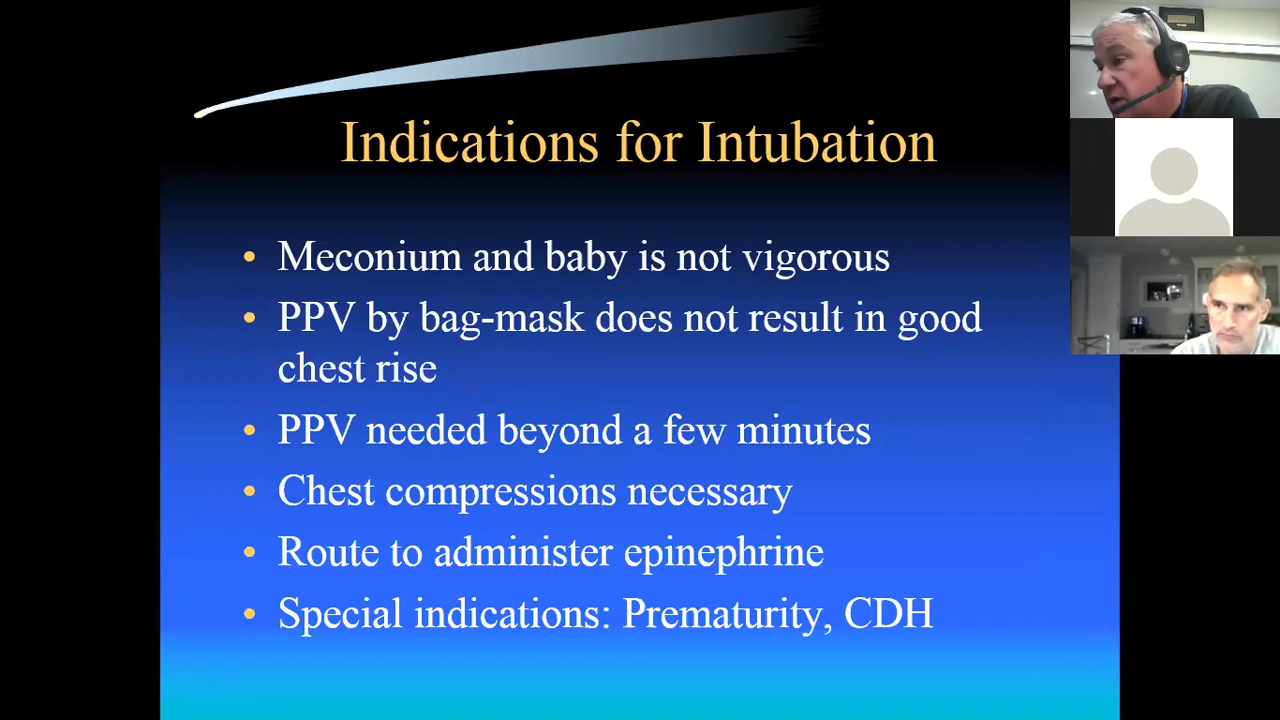 Indications for Intubation
• Meconium and baby is not vigorous
• PPV by bag-mask does not result in good
chest rise
• PPV needed beyond a few minutes
• Chest compressions necessary
• Route to administer epinephrine
• Special indications: Prematurity, CDH